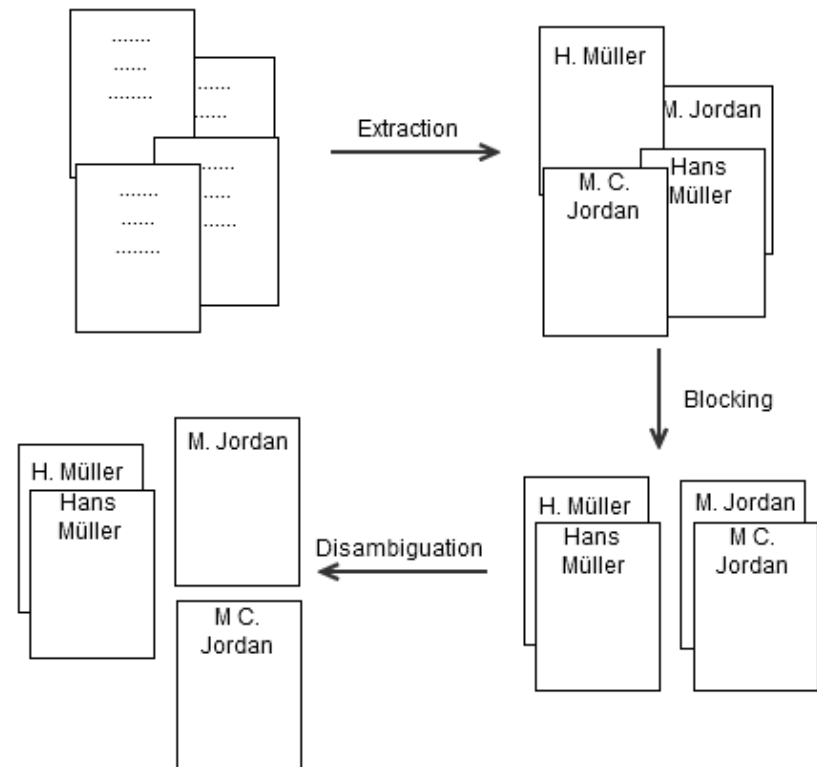 .......
.....
........
......
.....
.......
.....
......
.......
.....
........
Extraction
H. Müller
M. Jordan
Hans
Müller
M. C.
Jordan
Blocking
H. Müller
Hans
Müller
M. Jordan
M C.
Jordan
Disambiguation
H. Müller
Hans
Müller
M. Jordan
M C.
Jordan